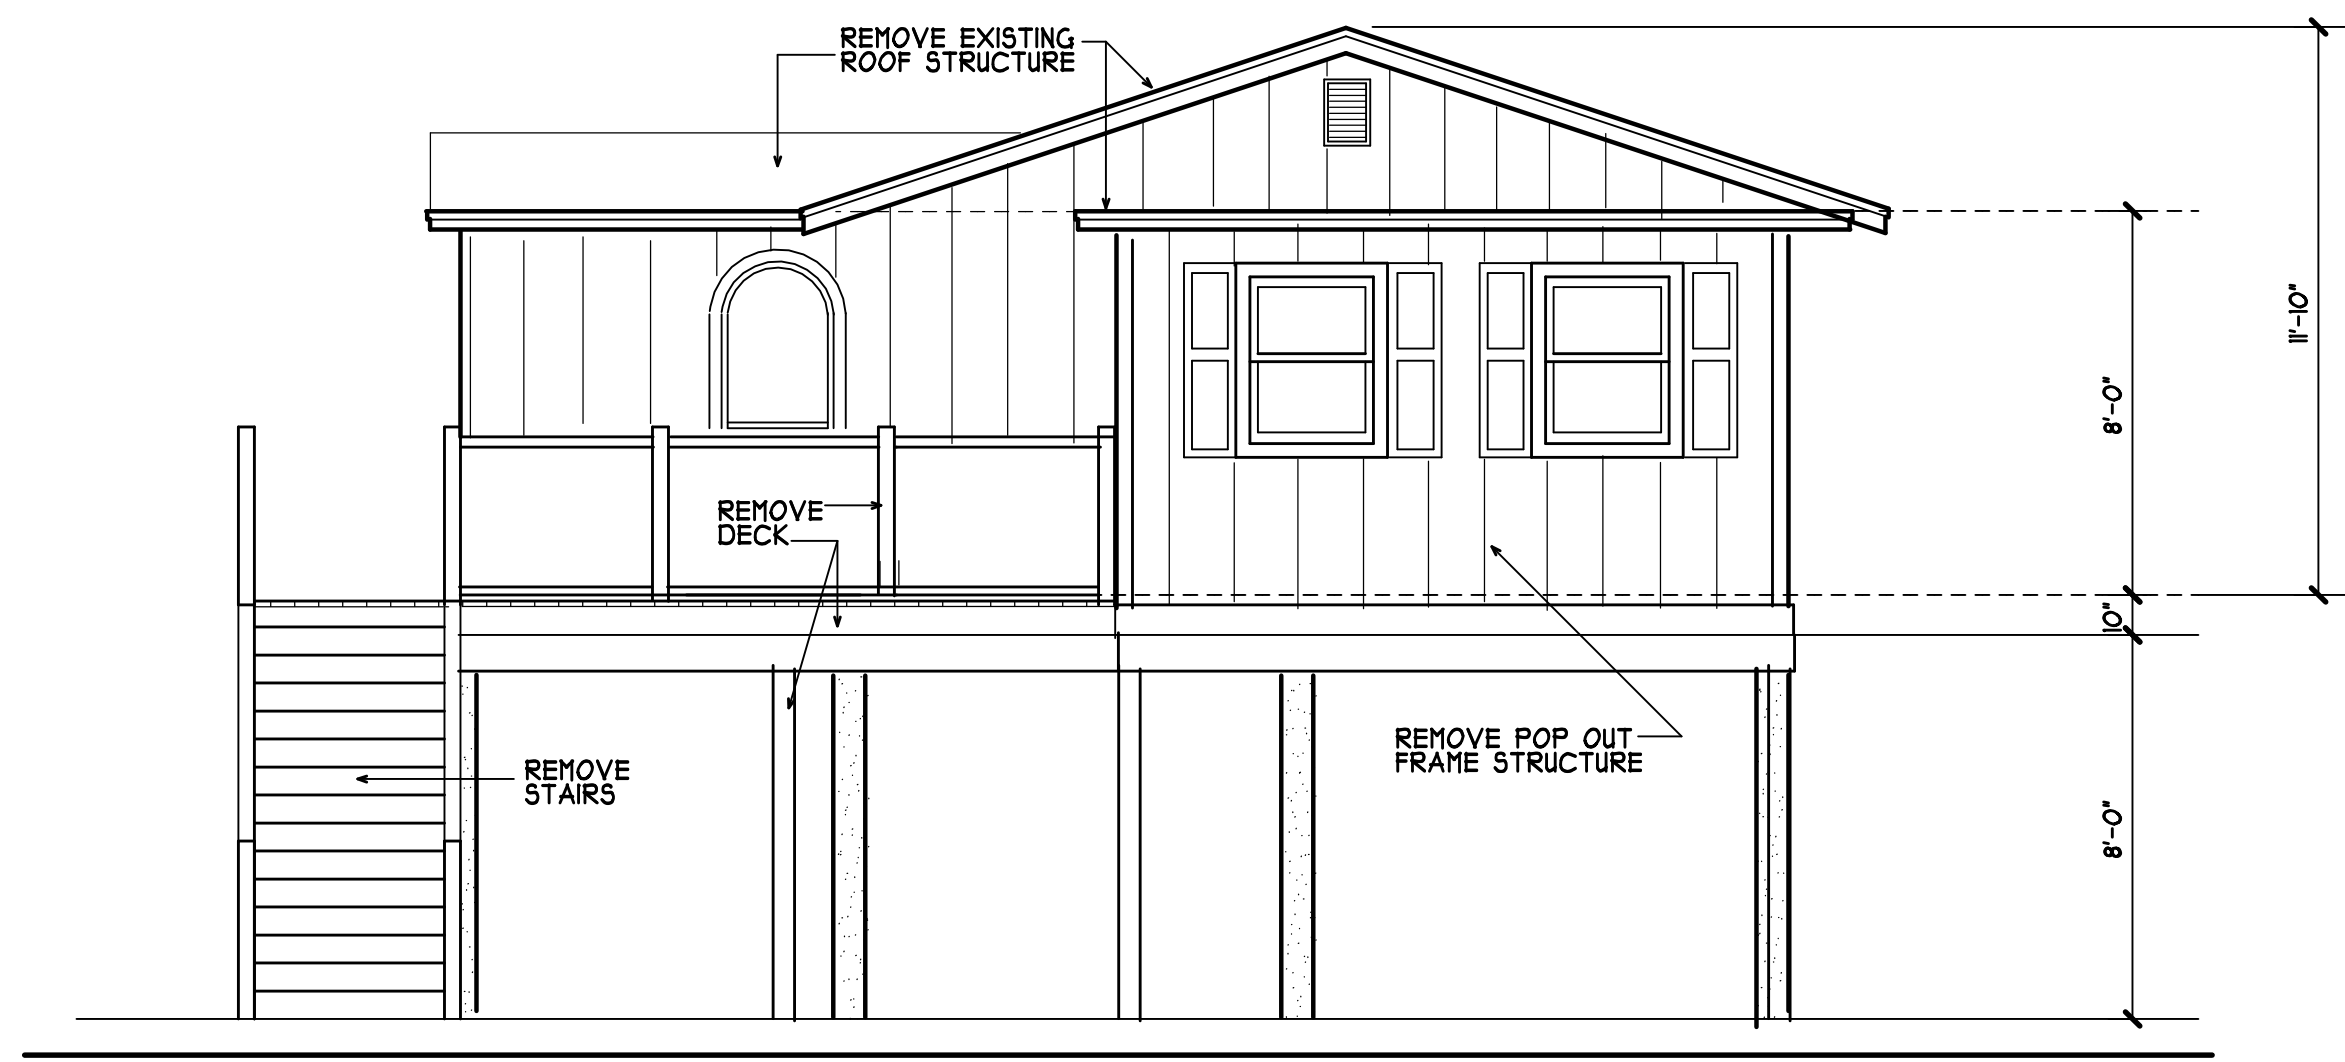 REMOVE EXISTING
ROOF STRUCTURE
11'-10"
8'-0"
REMOVE
DECK
10"
REMOVE POP OUT
FRAME STRUCTURE
REMOVE
STAIRS
8'-0"